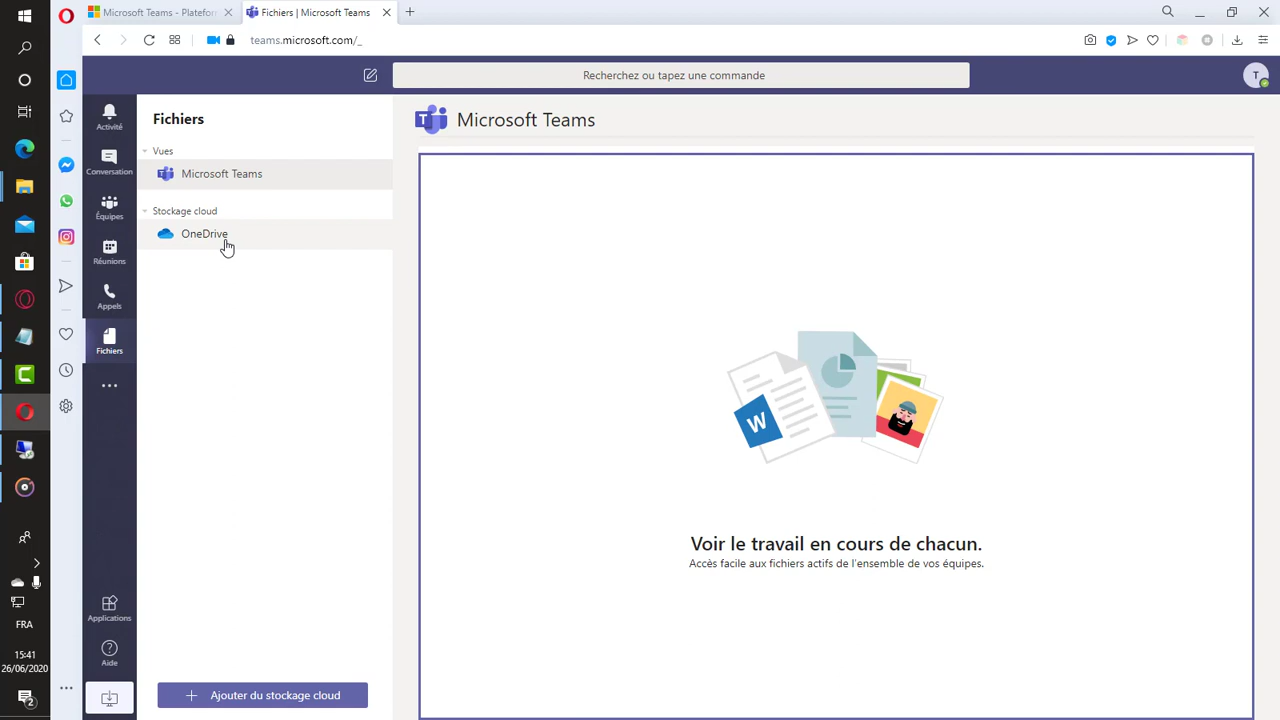 Microsoft Teams - Platefor
Fichiers | Microsoft Teams
teams.microsoft.com/_
Recherchez ou tapez une commande
T
Activité
Conversation
Équipes
Réunions
Appels
Fichiers
Applications
Aide
Fichiers
Vues
Microsoft Teams
Stockage cloud
OneDrive
Ajouter du stockage cloud
T
Microsoft Teams
W
Voir le travail en cours de chacun.
Accès facile aux fichiers actifs de l'ensemble de vos équipes.
FRA
15:41
26/06/2020
2